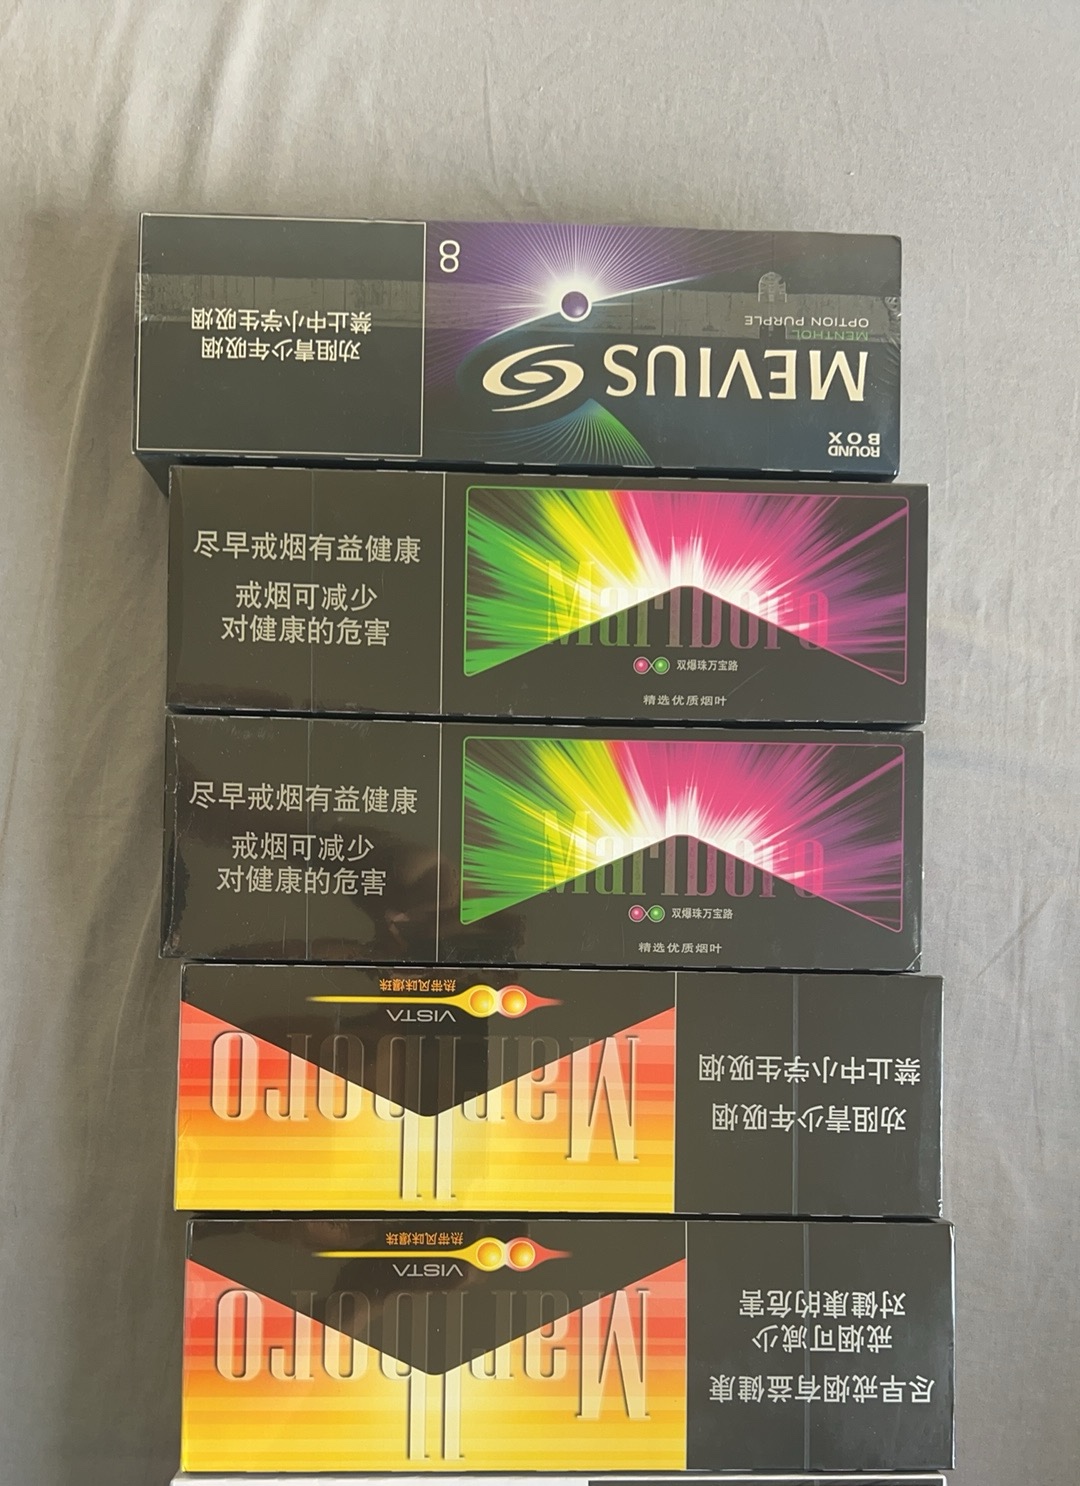 8
ROUND
BOX
MEVIUS
MENTHOL
OPTION PURPLE
劝阻青少年吸烟
禁止中小学生吸烟
尽早戒烟有益健康
戒烟可减少
对健康的危害
Marlboro
双爆珠万宝路
精选优质烟叶
尽早戒烟有益健康
戒烟可减少
对健康的危害
Marlboro
双爆珠万宝路
精选优质烟叶
Marlboro
VISTA
热带风味爆珠
劝阻青少年吸烟
禁止中小学生吸烟
Marlboro
VISTA
热带风味爆珠
尽早戒烟有益健康
戒烟可减少
对健康的危害